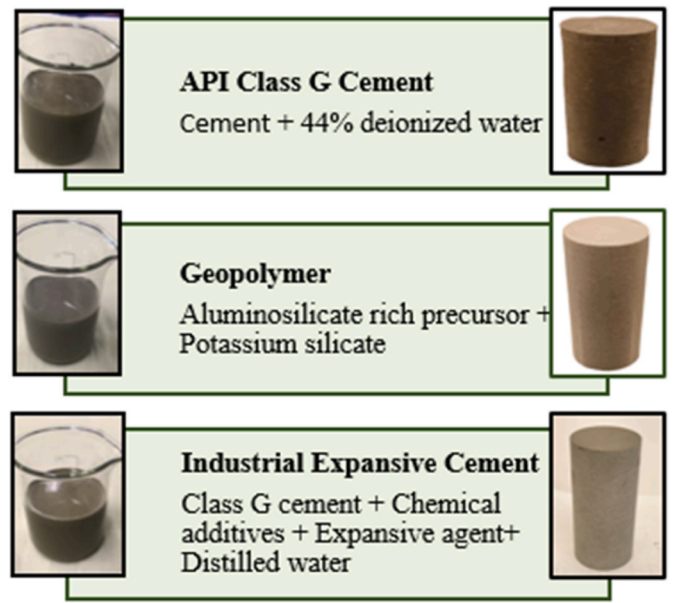 API Class G Cement
Cement + 44% deionized water
Geopolymer
Aluminosilicate rich precursor +
Potassium silicate
Industrial Expansive Cement
Class G cement + Chemical
additives + Expansive agent+
Distilled water